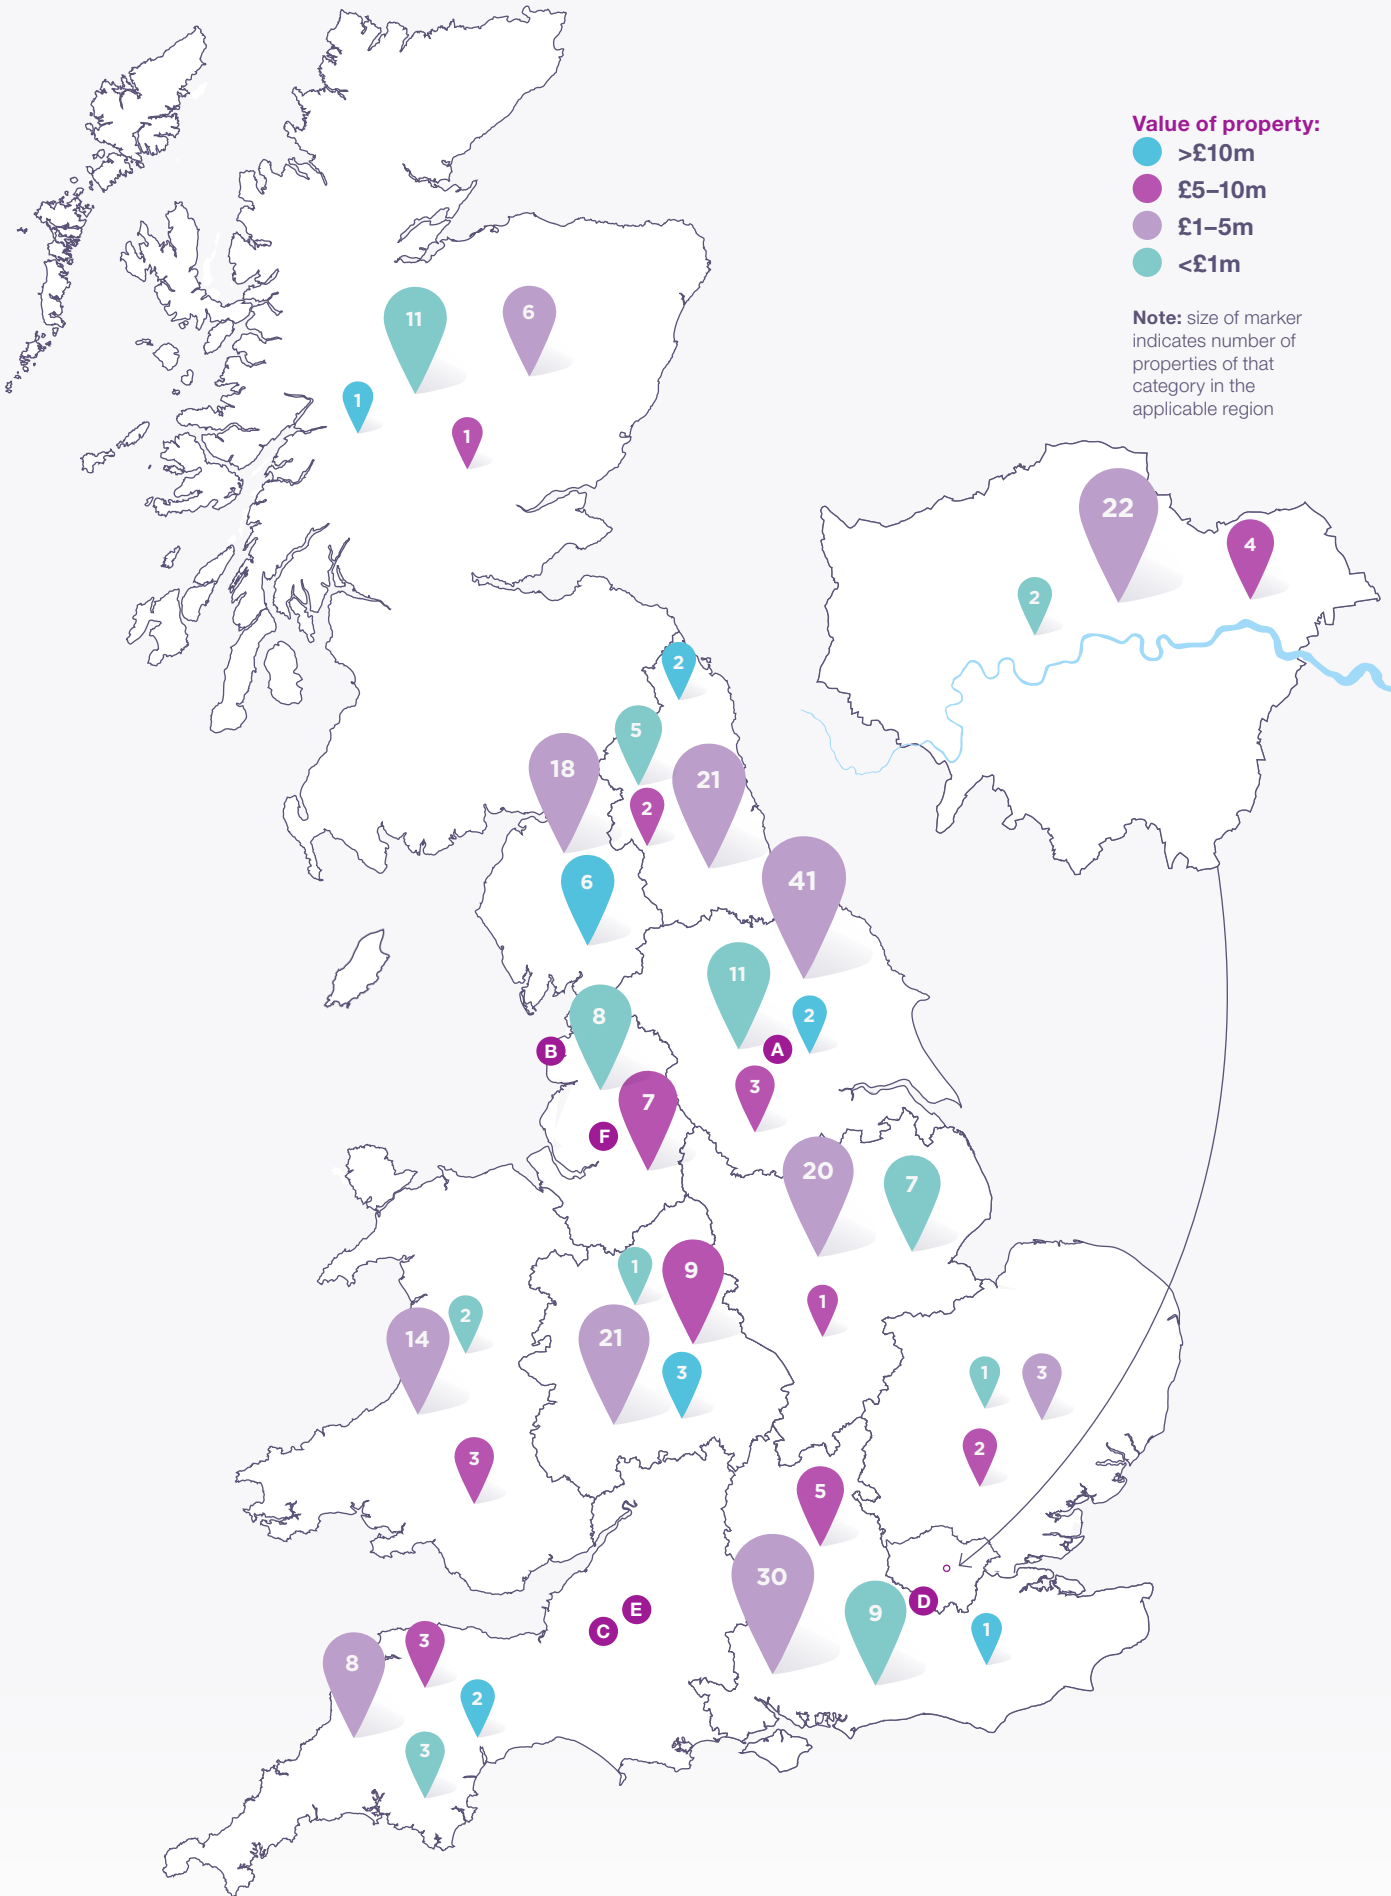 Value of property:
>£10m
£5–10m
£1–5m
<£1m
Note: size of marker
indicates number of
properties of that
category in the
applicable region
11
6
1
1
22
4
2
2
5
18
21
2
6
41
11
2
8
B
A
3
7
F
20
7
1
9
1
2
14
21
3
1
3
3
2
5
30
9
D
1
E
C
3
8
2
3